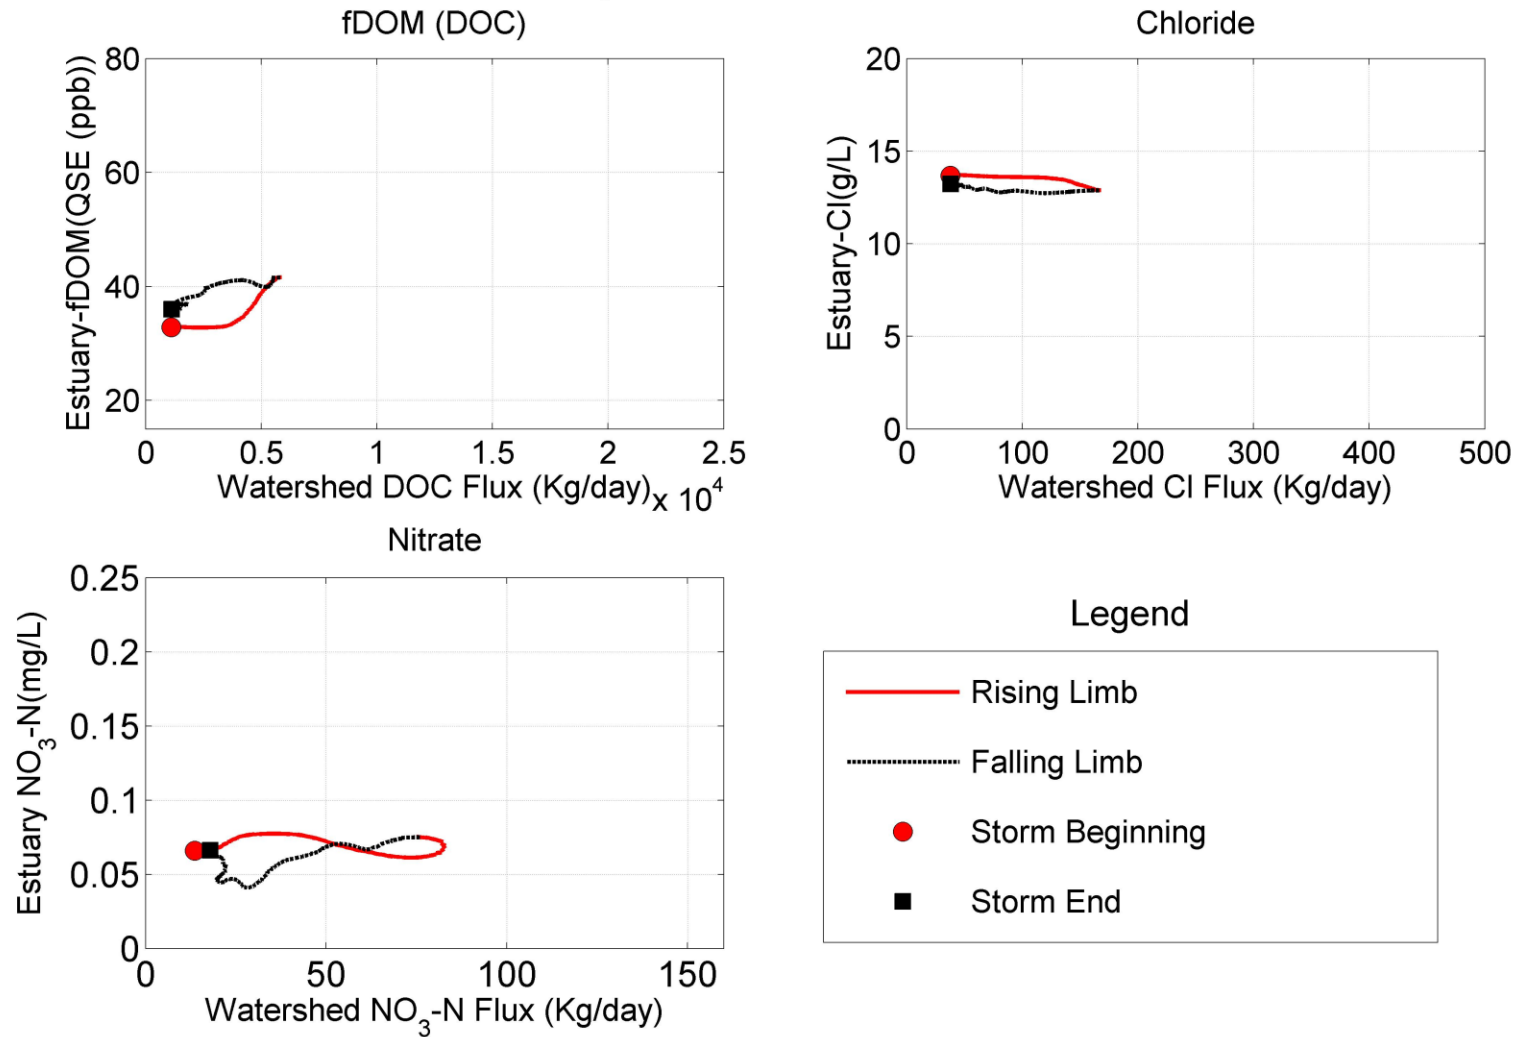 fDOM (DOC)
Estuary-fDOM(QSE (ppb))
80
60
40
20
0 0.5 1 1.5 2 2.5
Watershed DOC Flux (Kg/day)x 10⁴
Chloride
Estuary-Cl(g/L)
20
15
10
5
0
0 100 200 300 400 500
Watershed Cl Flux (Kg/day)
Nitrate
Estuary NO₃-N(mg/L)
0.25
0.2
0.15
0.1
0.05
0
0 50 100 150
Watershed NO₃-N Flux (Kg/day)
Legend
Rising Limb
Falling Limb
Storm Beginning
Storm End